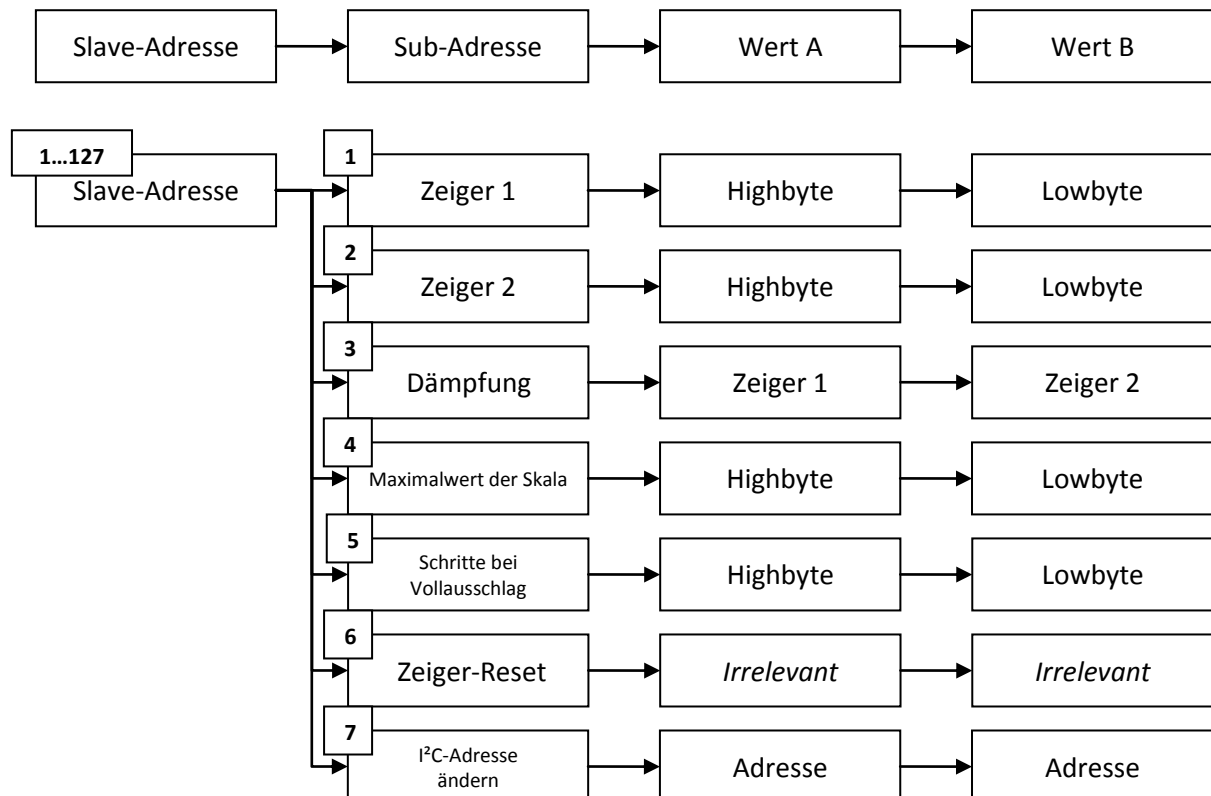 Slave-Adresse Sub-Adresse Wert A Wert B
1...127
Slave-Adresse
1
Zeiger 1 Highbyte Lowbyte
2
Zeiger 2 Highbyte Lowbyte
3
Dämpfung Zeiger 1 Zeiger 2
4
Maximalwert der Skala Highbyte Lowbyte
5
Schritte bei
Vollausschlag
Highbyte Lowbyte
6
Zeiger-Reset Irrelevant Irrelevant
7
I²C-Adresse
ändern
Adresse Adresse